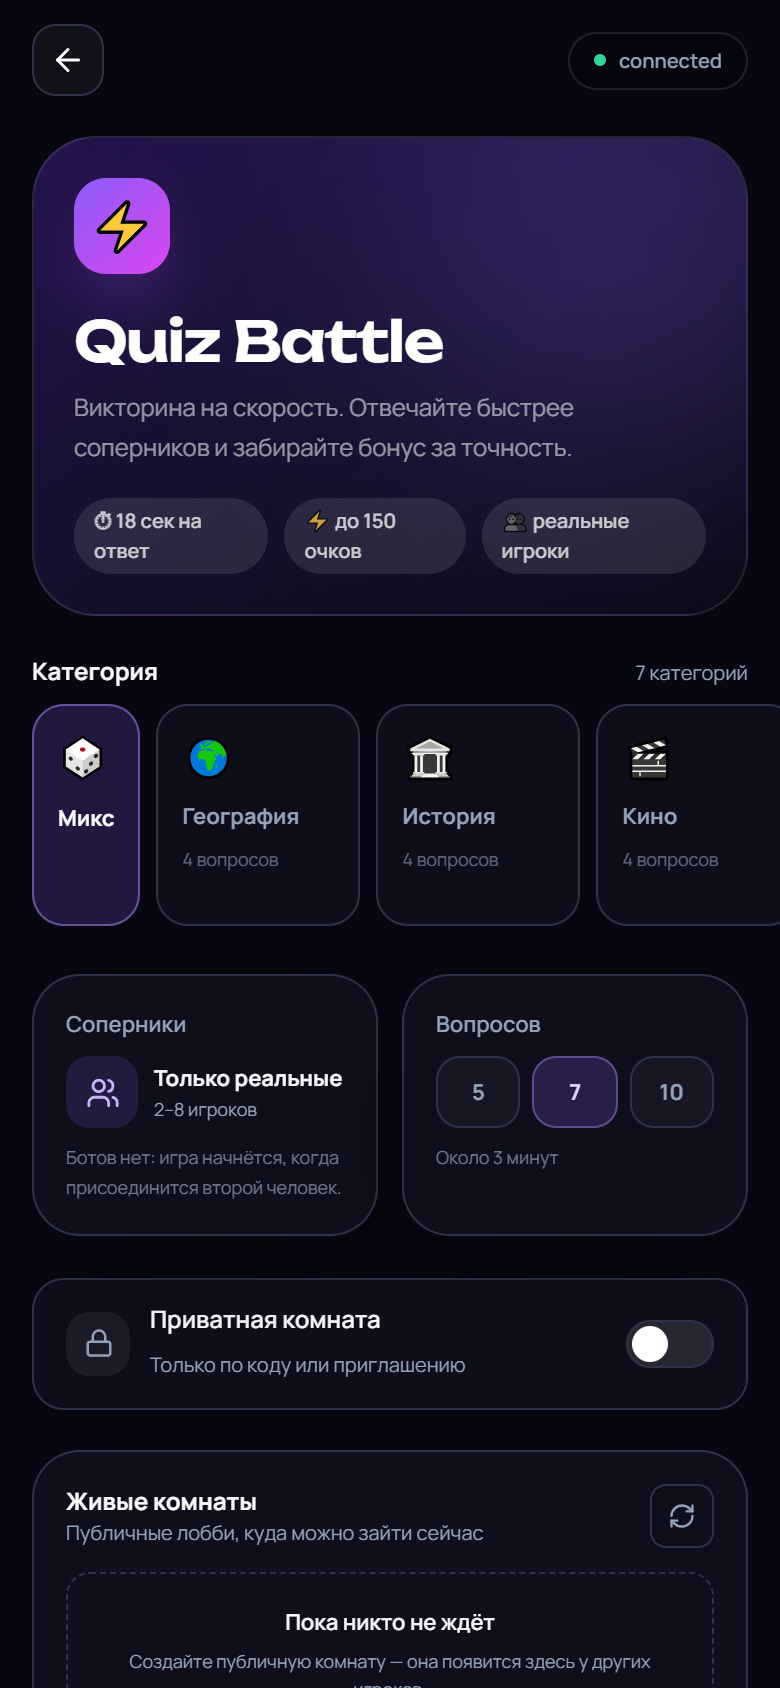 connected
Quiz Battle
Викторина на скорость. Отвечайте быстрее
соперников и забирайте бонус за точность.
⏱ 18 сек на
ответ
⚡ до 150
очков
👥 реальные
игроки
Категория
7 категорий
Микс
География
4 вопросов
История
4 вопросов
Кино
4 вопросов
Соперники
Только реальные
2–8 игроков
Ботов нет: игра начнётся, когда
присоединится второй человек.
Вопросов
5
7
10
Около 3 минут
Приватная комната
Только по коду или приглашению
Живые комнаты
Публичные лобби, куда можно зайти сейчас
Пока никто не ждёт
Создайте публичную комнату — она появится здесь у других